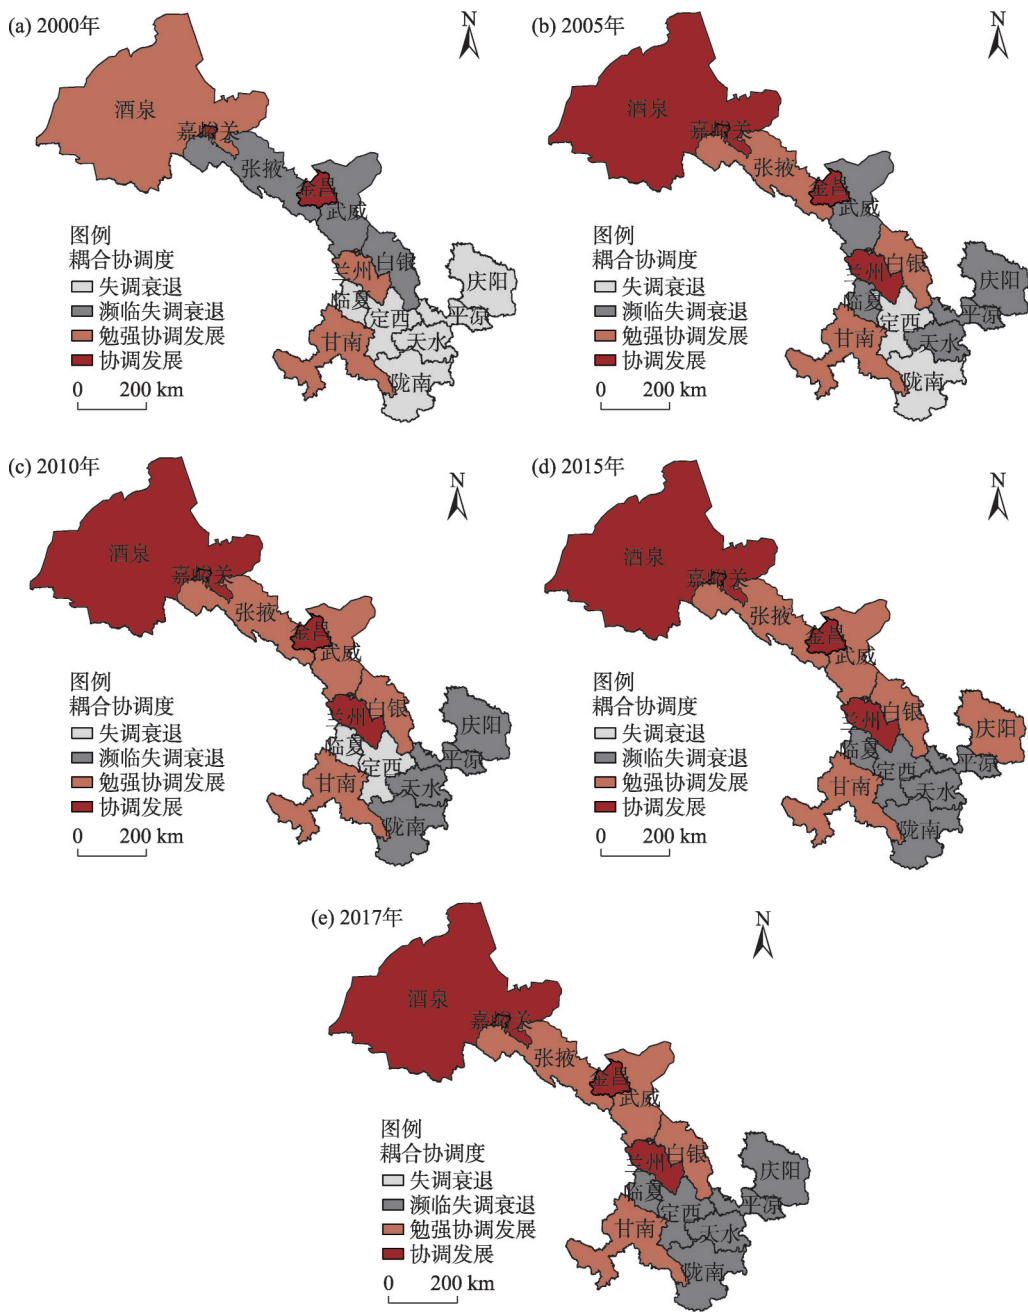 (a) 2000年
N
酒泉
嘉峪关
张掖
金昌
武威
白银
兰州
临夏
定西
庆阳
平凉
天水
甘南
陇南
图例
耦合协调度
失调衰退
濒临失调衰退
勉强协调发展
协调发展
0 200 km
(b) 2005年
N
酒泉
嘉峪关
张掖
金昌
武威
白银
兰州
临夏
定西
庆阳
平凉
天水
甘南
陇南
图例
耦合协调度
失调衰退
濒临失调衰退
勉强协调发展
协调发展
0 200 km
(c) 2010年
N
酒泉
嘉峪关
张掖
金昌
武威
白银
兰州
临夏
定西
庆阳
平凉
天水
甘南
陇南
图例
耦合协调度
失调衰退
濒临失调衰退
勉强协调发展
协调发展
0 200 km
(d) 2015年
N
酒泉
嘉峪关
张掖
金昌
武威
白银
兰州
临夏
定西
庆阳
平凉
天水
甘南
陇南
图例
耦合协调度
失调衰退
濒临失调衰退
勉强协调发展
协调发展
0 200 km
(e) 2017年
N
酒泉
嘉峪关
张掖
金昌
武威
白银
兰州
临夏
定西
庆阳
平凉
天水
甘南
陇南
图例
耦合协调度
失调衰退
濒临失调衰退
勉强协调发展
协调发展
0 200 km